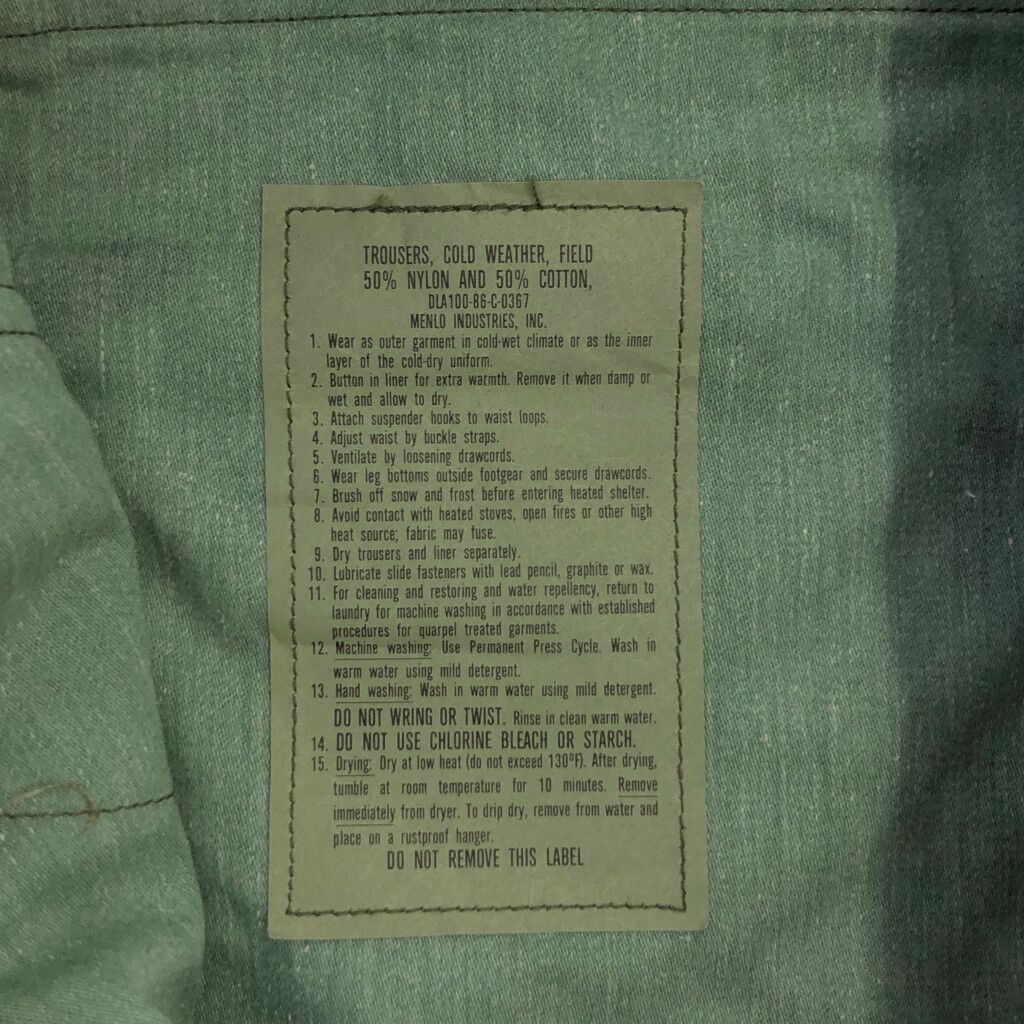 TROUSERS, COLD WEATHER, FIELD
50% NYLON AND 50% COTTON,
DLA100-86-C-0367
MENLO INDUSTRIES, INC.
1. Wear as outer garment in cold-wet climate or as the inner
layer of the cold-dry uniform.
2. Button in liner for extra warmth. Remove it when damp or
wet and allow to dry.
3. Attach suspender hooks to waist loops.
4. Adjust waist by buckle straps.
5. Ventilate by loosening drawcords.
6. Wear leg bottoms outside footgear and secure drawcords.
7. Brush off snow and frost before entering heated shelter.
8. Avoid contact with heated stoves, open fires or other high
heat source; fabric may fuse.
9. Dry trousers and liner separately.
10. Lubricate slide fasteners with lead pencil, graphite or wax.
11. For cleaning and restoring and water repellency, return to
laundry for machine washing in accordance with established
procedures for quarpel treated garments.
12. Machine washing: Use Permanent Press Cycle. Wash in
warm water using mild detergent.
13. Hand washing: Wash in warm water using mild detergent.
DO NOT WRING OR TWIST. Rinse in clean warm water.
14. DO NOT USE CHLORINE BLEACH OR STARCH.
15. Drying: Dry at low heat (do not exceed 130°F). After drying,
tumble at room temperature for 10 minutes. Remove
immediately from dryer. To drip dry, remove from water and
place on a rustproof hanger.
DO NOT REMOVE THIS LABEL